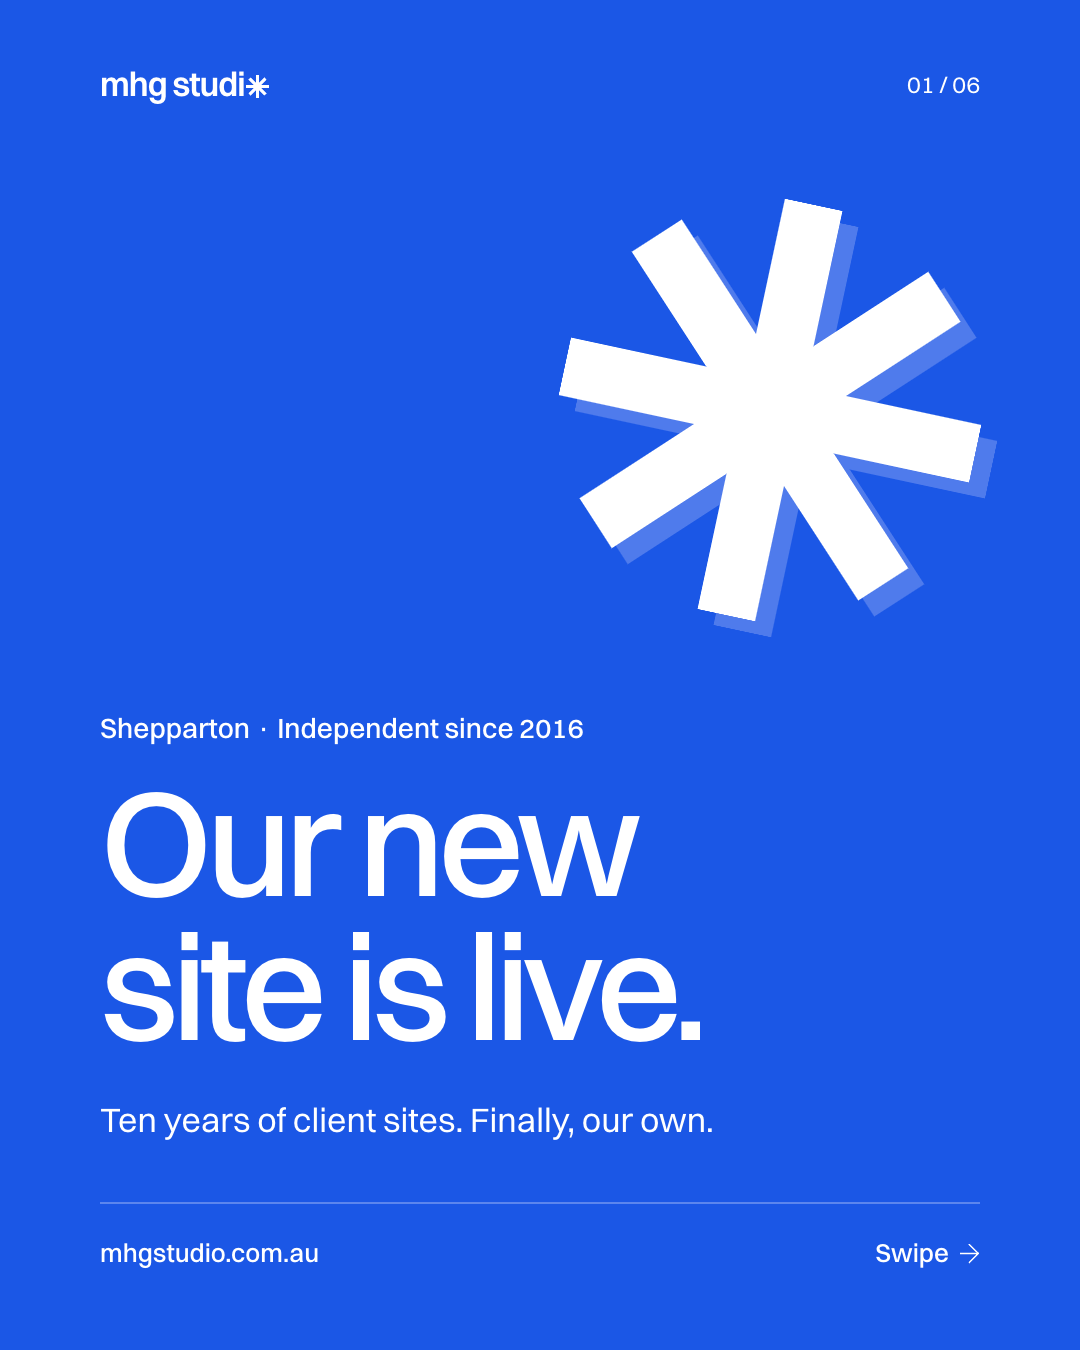 mhg studi✳
01 / 06
Shepparton · Independent since 2016
Our new
site is live.
Ten years of client sites. Finally, our own.
mhgstudio.com.au
Swipe →